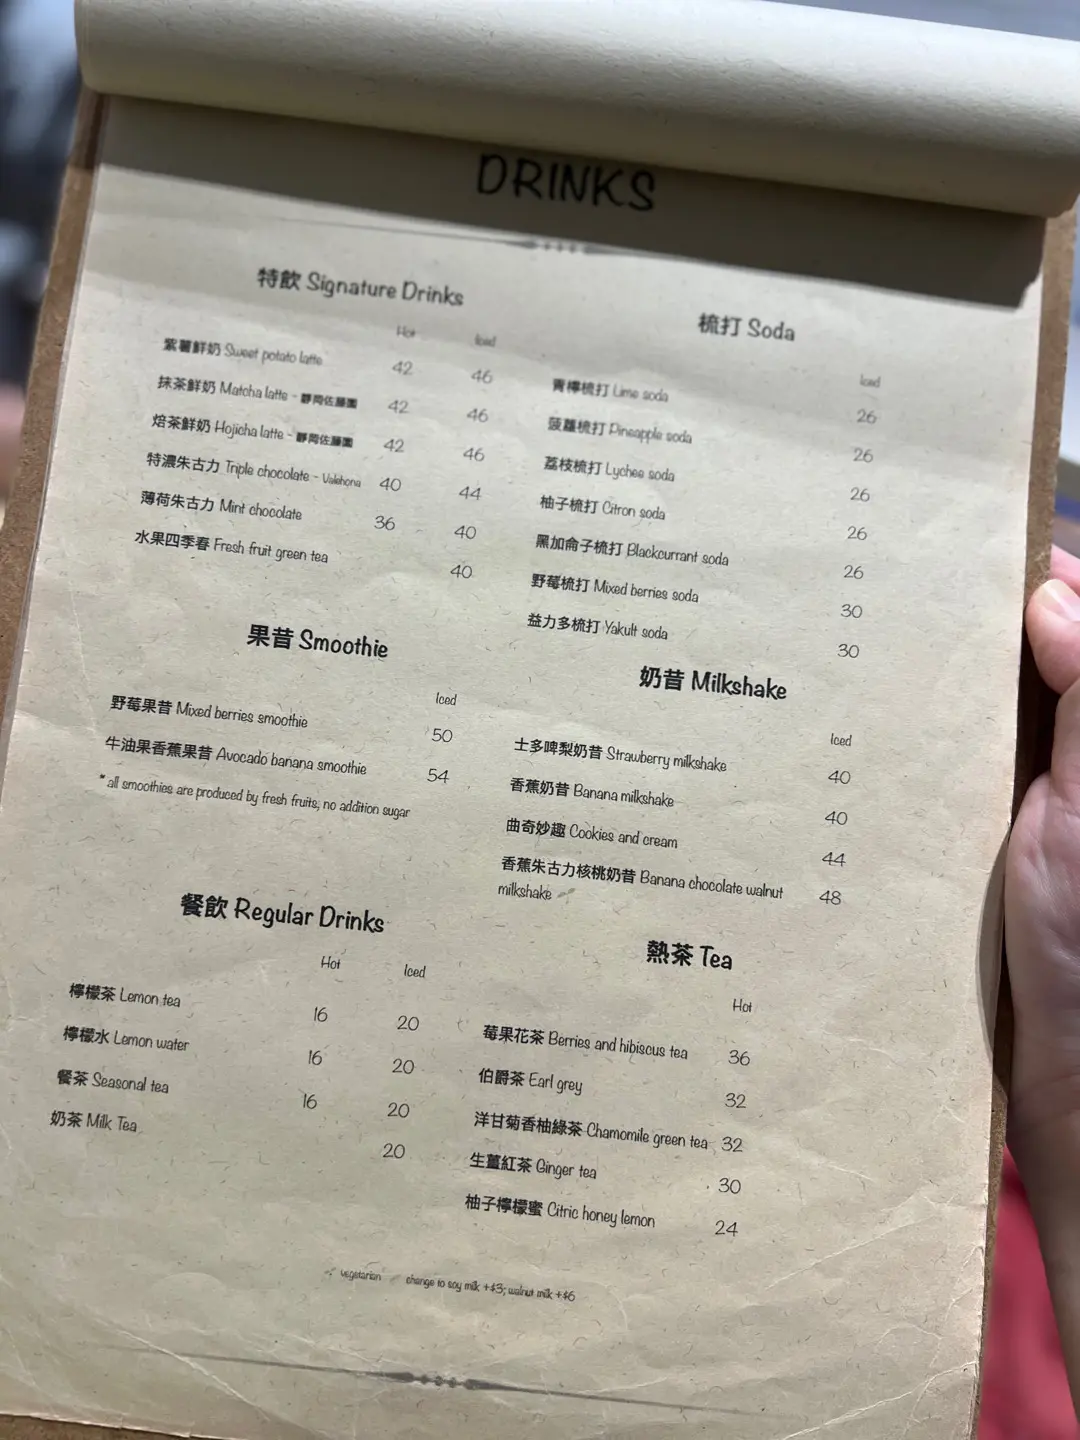 DRINKS
特飲 Signature Drinks
Hot Iced
紫薯鮮奶 Sweet potato latte 42 46
抹茶鮮奶 Matcha latte - 靜岡佐藤園 42 46
焙茶鮮奶 Hojicha latte - 靜岡佐藤園 42 46
特濃朱古力 Triple chocolate - Valrhona 40 44
薄荷朱古力 Mint chocolate 36 40
水果四季春 Fresh fruit green tea 40
果昔 Smoothie
Iced
野莓果昔 Mixed berries smoothie 50
牛油果香蕉果昔 Avocado banana smoothie 54
* all smoothies are produced by fresh fruits, no addition sugar
餐飲 Regular Drinks
Hot Iced
檸檬茶 Lemon tea 16 20
檸檬水 Lemon water 16 20
餐茶 Seasonal tea 16 20
奶茶 Milk Tea 20
梳打 Soda
Iced
青檸梳打 Lime soda 26
菠蘿梳打 Pineapple soda 26
荔枝梳打 Lychee soda 26
柚子梳打 Citron soda 26
黑加侖子梳打 Blackcurrant soda 26
野莓梳打 Mixed berries soda 30
益力多梳打 Yakult soda 30
奶昔 Milkshake
Iced
士多啤梨奶昔 Strawberry milkshake 40
香蕉奶昔 Banana milkshake 40
曲奇妙趣 Cookies and cream 44
香蕉朱古力核桃奶昔 Banana chocolate walnut 48
milkshake
熱茶 Tea
Hot
莓果花茶 Berries and hibiscus tea 36
伯爵茶 Earl grey 32
洋甘菊香柚綠茶 Chamomile green tea 32
生薑紅茶 Ginger tea 30
柚子檸檬蜜 Citric honey lemon 24
vegetarian change to soy milk +$3; walnut milk +$6